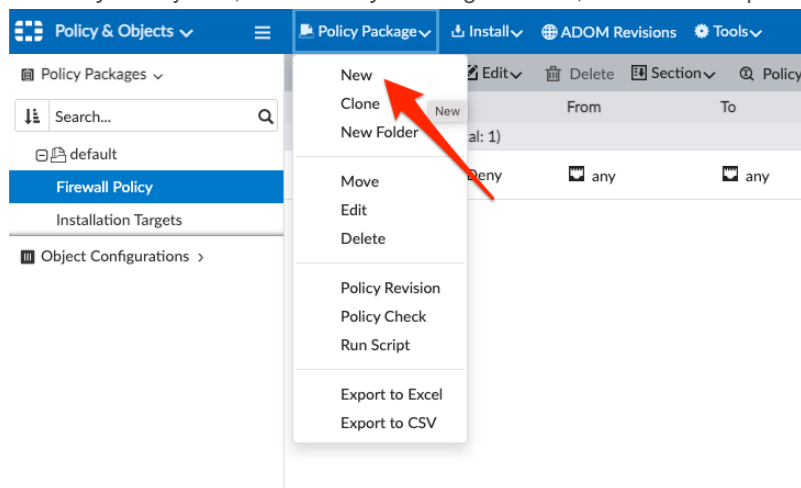 Policy & Objects
Policy Package
Install
ADOM Revisions
Tools
Policy Packages
Edit
Delete
Section
Policy
Search...
From
To
al: 1)
default
Deny
any
any
Firewall Policy
Installation Targets
Object Configurations
New
Clone
New
New Folder
Move
Edit
Delete
Policy Revision
Policy Check
Run Script
Export to Excel
Export to CSV